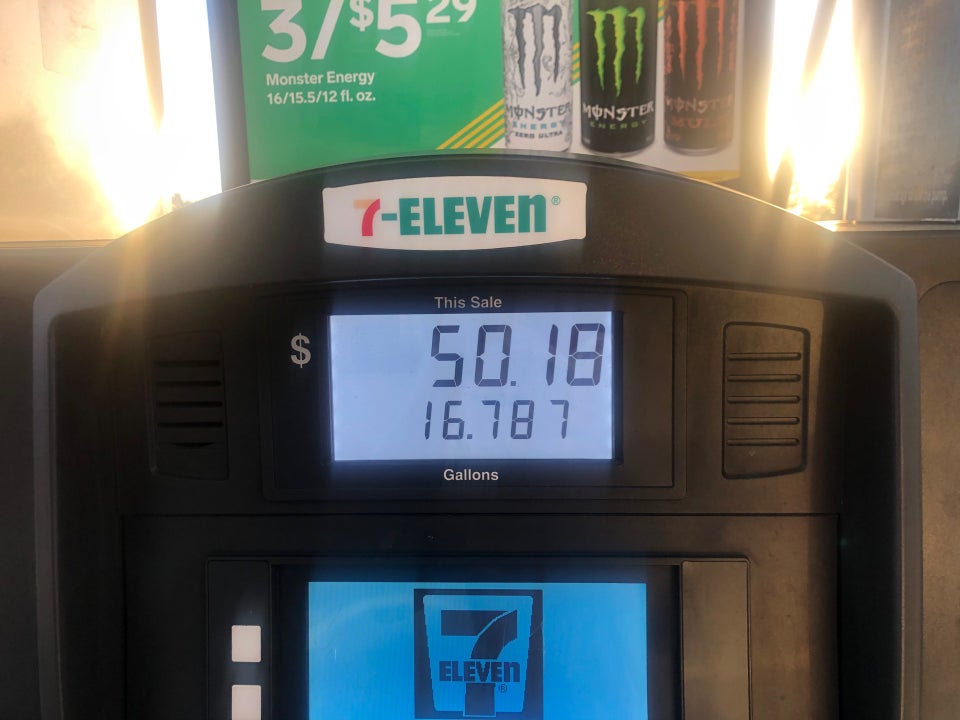 3/$5 29
Monster Energy
16/15.5/12 fl. oz.
MONSTER
ENERGY
ZERO ULTRA
MONSTER
ENERGY
MONSTER
7-ELEVEn®
This Sale
$ 50.18
16.787
Gallons
7
ELEVEn®